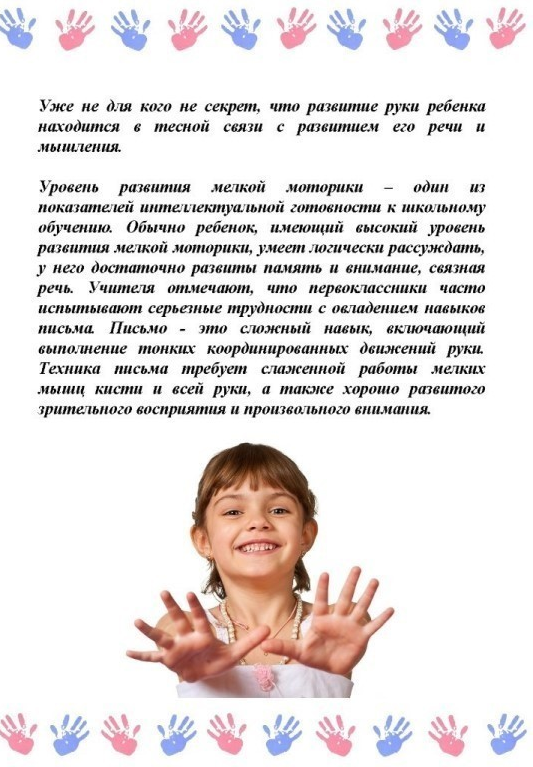 Уже не для кого не секрет, что развитие руки ребенка
находится в тесной связи с развитием его речи и
мышления.
Уровень развития мелкой моторики – один из
показателей интеллектуальной готовности к школьному
обучению. Обычно ребенок, имеющий высокий уровень
развития мелкой моторики, умеет логически рассуждать,
у него достаточно развиты память и внимание, связная
речь. Учителя отмечают, что первоклассники часто
испытывают серьезные трудности с овладением навыков
письма. Письмо - это сложный навык, включающий
выполнение тонких координированных движений руки.
Техника письма требует слаженной работы мелких
мышц кисти и всей руки, а также хорошо развитого
зрительного восприятия и произвольного внимания.